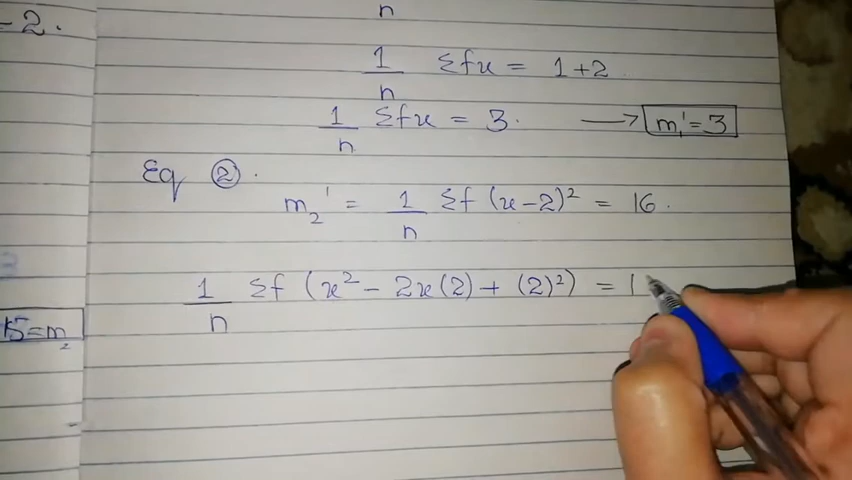 -2.
n
1/n Σfx = 1+2
1/n Σfx = 3. → m₁' = 3
Eq ②.
m₂' = 1/n Σf (x-2)² = 16.
1/n Σf (x² - 2x(2) + (2)²) = 1
15=m₂